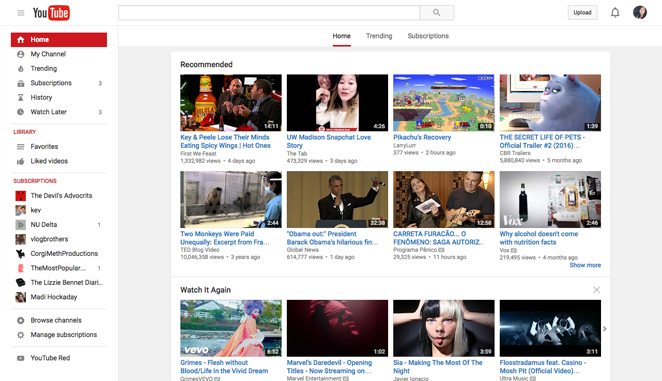 YouTube
Upload
Home
My Channel
Trending
Subscriptions 3
History
Watch Later 3
LIBRARY
Favorites
Liked videos
SUBSCRIPTIONS
The Devil's Advocrits
kev
NU Delta 1
vlogbrothers
CorgiMethProductions
TheMostPopular... 1
The Lizzie Bennet Diari...
Madi Hockaday
Browse channels
Manage subscriptions
YouTube Red
Home Trending Subscriptions
Recommended
14:11
Key & Peele Lose Their Minds
Eating Spicy Wings | Hot Ones
First We Feast
1,332,982 views • 4 days ago
4:26
UW Madison Snapchat Love
Story
The Tab
473,529 views • 3 days ago
0:10
Pikachu's Recovery
LarryLurr
377 views • 2 hours ago
1:39
THE SECRET LIFE OF PETS -
Official Trailer #2 (2016)...
CBR Trailers
5,880,840 views • 5 months ago
2:44
Two Monkeys Were Paid
Unequally: Excerpt from Fra...
TED Blog Video
10,046,358 views • 3 years ago
32:38
"Obama out:" President
Barack Obama's hilarious fin...
Global News
614,777 views • 1 day ago
12:58
CARRETA FURACÃO... O
FENÔMENO: SAGA AUTORIZ...
Programa Pânico
29,325 views • 11 hours ago
Vox
2:46
Why alcohol doesn't come
with nutrition facts
Vox
219,495 views • 4 months ago
Show more
Watch It Again
vevo
6:52
Grimes - Flesh without
Blood/Life in the Vivid Dream
GrimesVEVO
1:02
Marvel's Daredevil - Opening
Titles - Now Streaming on...
Marvel Entertainment
3:59
Sia - Making The Most Of The
Night
Javier Ignacio
3:11
Flosstradamus feat. Casino -
Mosh Pit (Official Video)...
Ultra Music